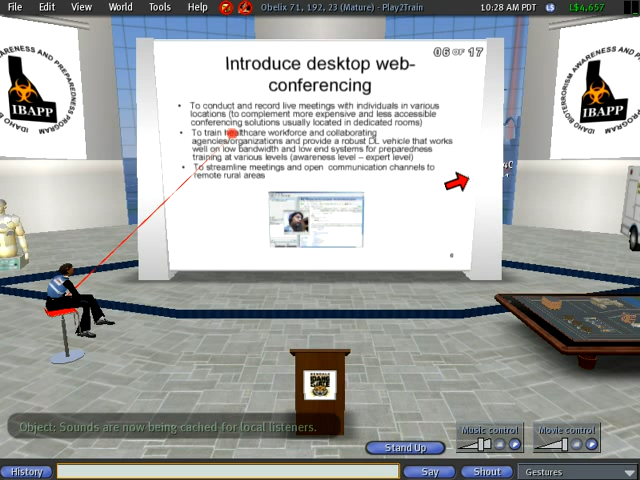 File Edit View World Tools Help Obelix 71, 192, 23 (Mature) - Play2Train 10:28 AM PDT L$4,657
06 OF 17
Introduce desktop web-
conferencing
• To conduct and record live meetings with individuals in various
locations (to complement more expensive and less accessible
conferencing solutions usually located in dedicated rooms)
• To train healthcare workforce and collaborating
agencies/organizations and provide a robust DL vehicle that works
well on low bandwidth and low end systems for preparedness
training at various levels (awareness level – expert level)
• To streamline meetings and open communication channels to
remote rural areas
6
IBAPP
IBAPP
BIOTERRORISM AWARENESS AND PREPAREDNESS
IDAHO
Object: Sounds are now being cached for local listeners.
Music control
Movie control
Stand Up
History
Say
Shout
Gestures